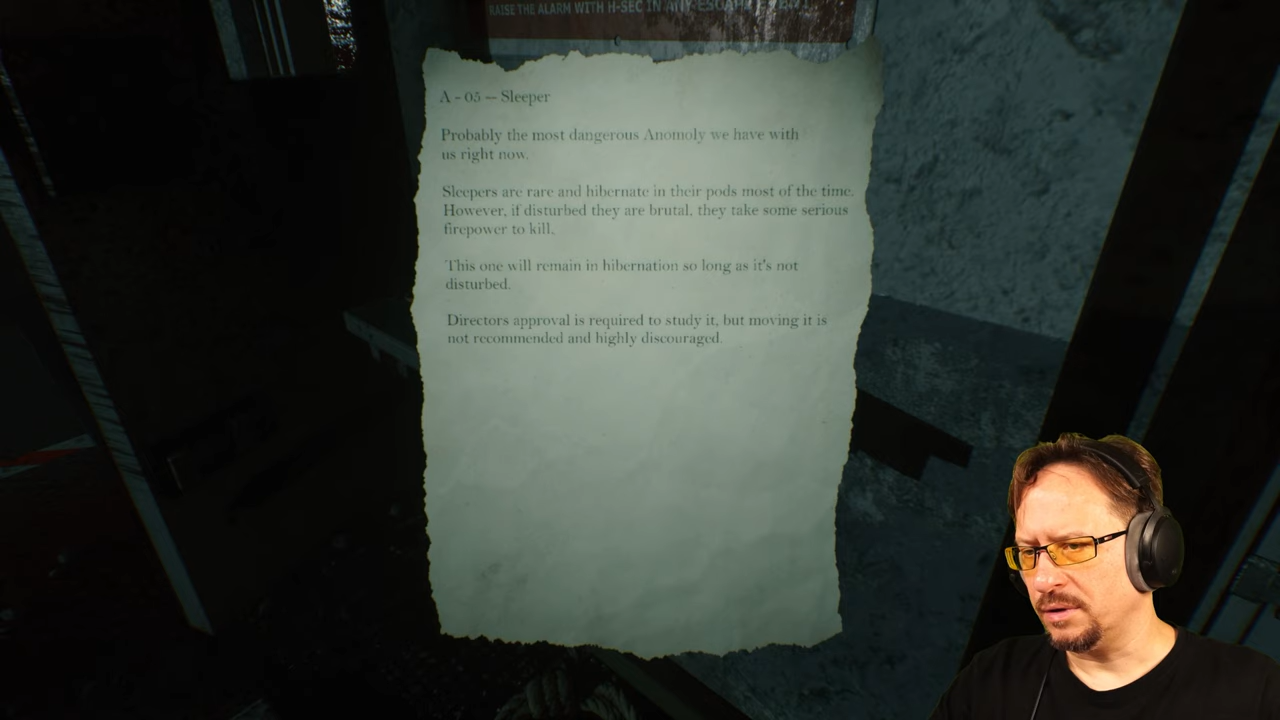 RAISE THE ALARM WITH H-SEC IN ANY ESCAPE
A - 05 – Sleeper
Probably the most dangerous Anomoly we have with
us right now.
Sleepers are rare and hibernate in their pods most of the time.
However, if disturbed they are brutal, they take some serious
firepower to kill.
This one will remain in hibernation so long as it's not
disturbed.
Directors approval is required to study it, but moving it is
not recommended and highly discouraged.